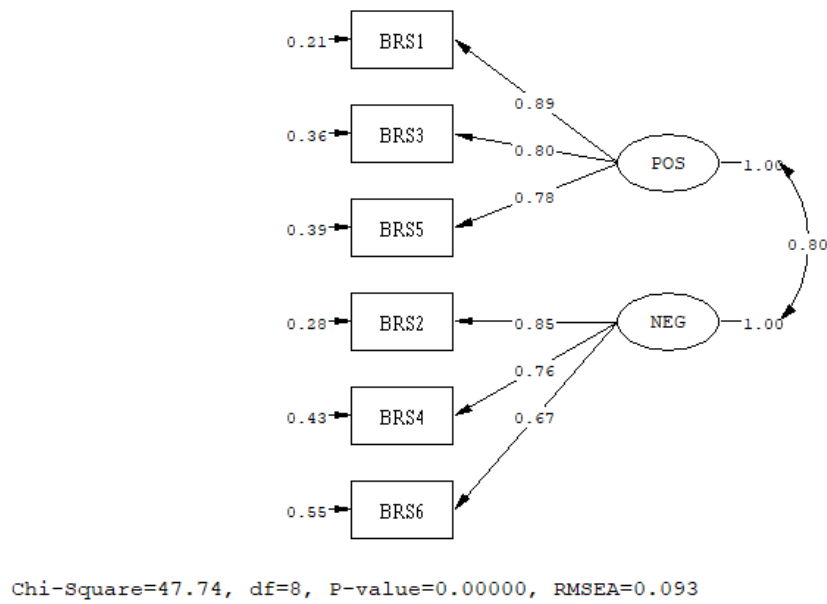 0.21 BRS1
0.89
0.36 BRS3
0.80
POS 1.00
0.78
0.39 BRS5
0.80
0.28 BRS2 0.85 NEG 1.00
0.76
0.43 BRS4
0.67
0.55 BRS6
Chi-Square=47.74, df=8, P-value=0.00000, RMSEA=0.093